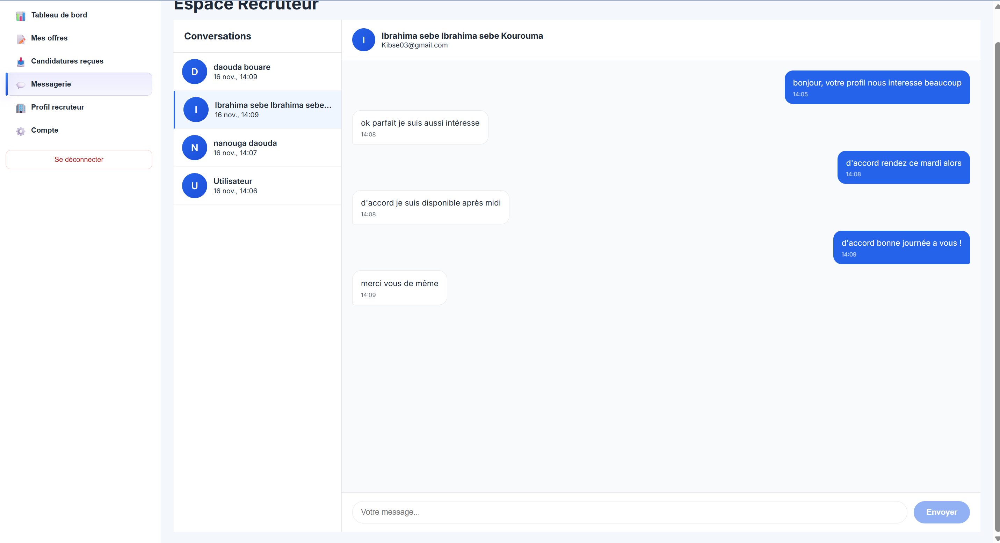 Espace Recruteur
Tableau de bord
Mes offres
Candidatures reçues
Messagerie
Profil recruteur
Compte
Se déconnecter
Conversations
D
daouda bouare
16 nov., 14:09
I
Ibrahima sebe Ibrahima sebe...
16 nov., 14:09
N
nanouga daouda
16 nov., 14:07
U
Utilisateur
16 nov., 14:06
I
Ibrahima sebe Ibrahima sebe Kourouma
Kibse03@gmail.com
bonjour, votre profil nous interesse beaucoup
14:05
ok parfait je suis aussi intéresse
14:08
d'accord rendez ce mardi alors
14:08
d'accord je suis disponible après midi
14:08
d'accord bonne journée a vous !
14:09
merci vous de même
14:09
Votre message...
Envoyer